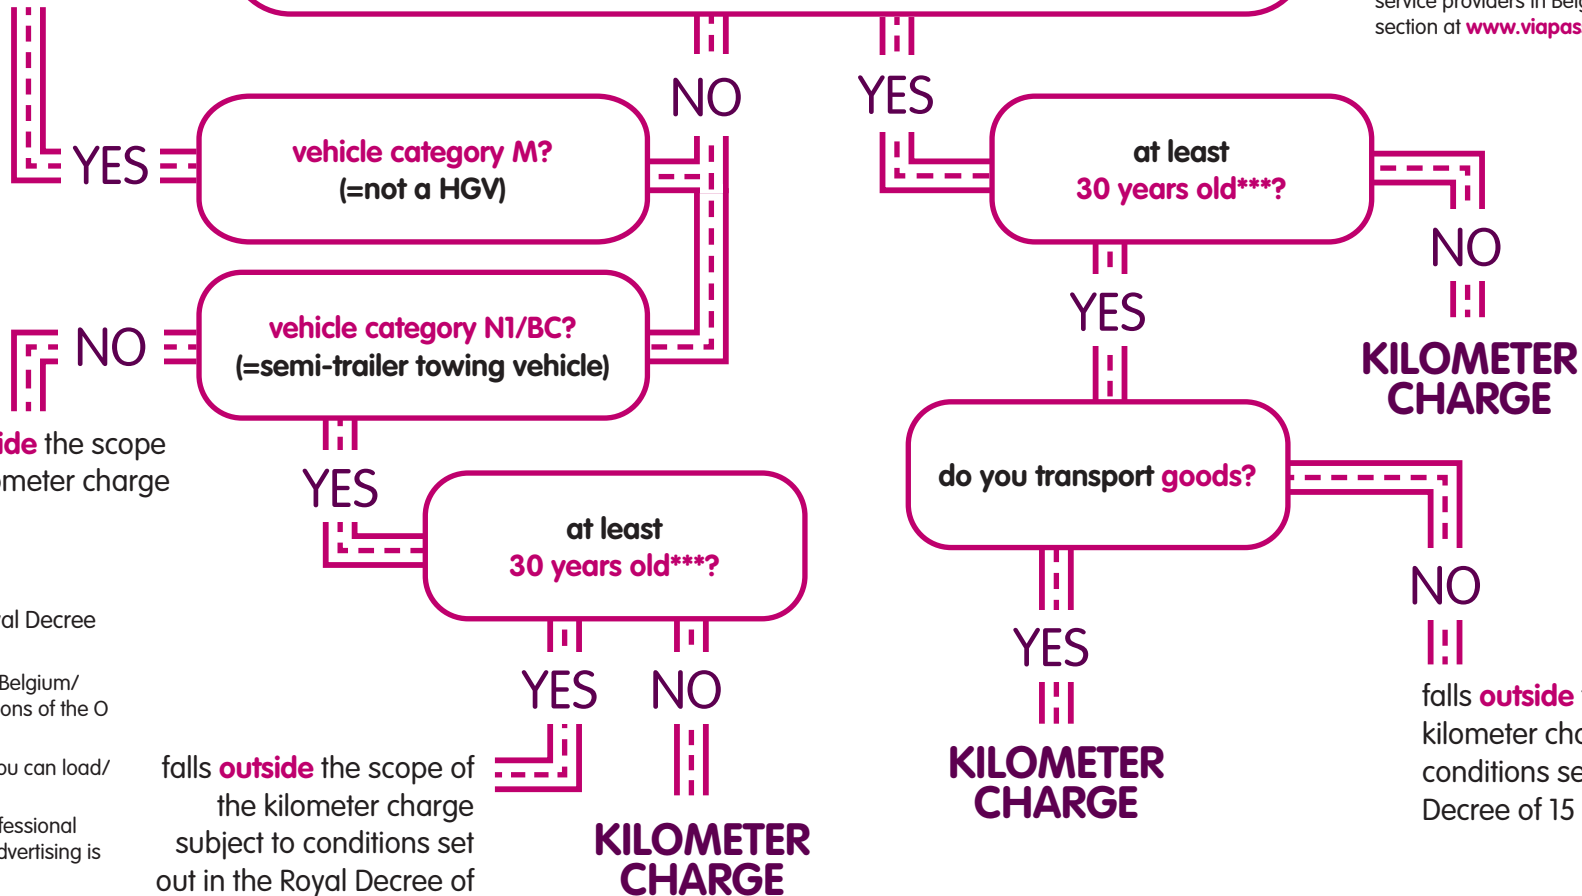 service providers in Belg
section at www.viapas
NO
YES
YES
vehicle category M?
(=not a HGV)
at least
30 years old***?
NO
YES
NO
vehicle category N1/BC?
(=semi-trailer towing vehicle)
KILOMETER
CHARGE
ide the scope
ometer charge
YES
do you transport goods?
at least
30 years old***?
NO
YES
al Decree
Belgium/
ons of the O
YES
NO
falls outside
kilometer cha
conditions se
Decree of 15
ou can load/
fessional
dvertising is
falls outside the scope of
the kilometer charge
subject to conditions set
out in the Royal Decree of
KILOMETER
CHARGE
KILOMETER
CHARGE